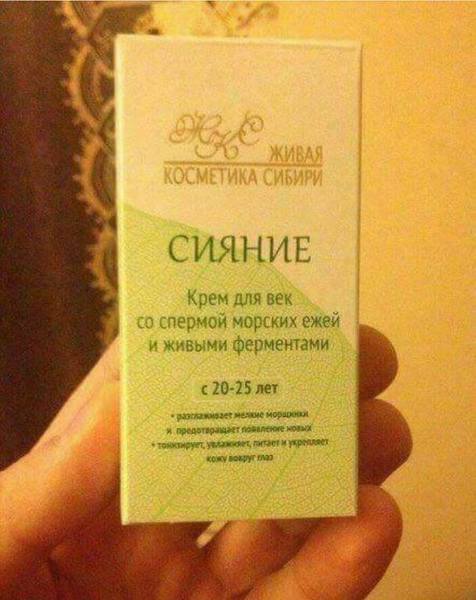 ЖКС ЖИВАЯ
КОСМЕТИКА СИБИРИ
СИЯНИЕ
Крем для век
со спермой морских ежей
и живыми ферментами
с 20-25 лет
• разглаживает мелкие морщинки
и предотвращает появление новых
• тонизирует, увлажняет, питает и укрепляет
кожу вокруг глаз